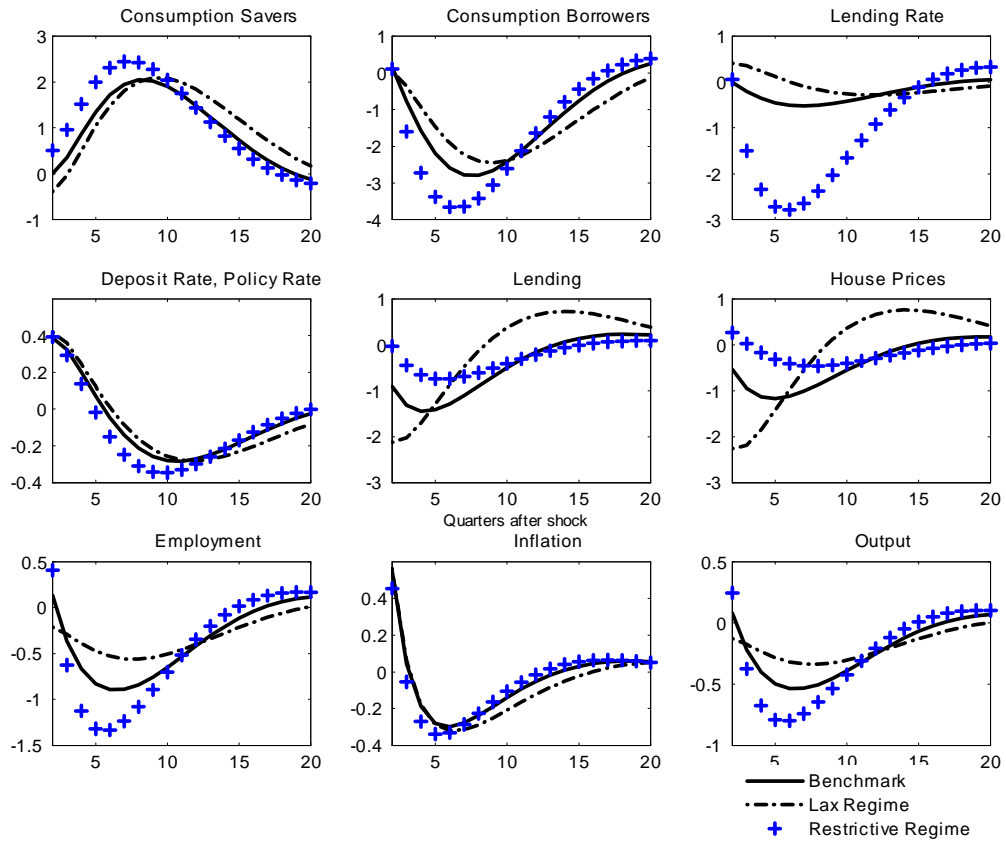 Consumption Savers
3
2
1
0
-1
5 10 15 20
Consumption Borrowers
1
0
-1
-2
-3
-4
5 10 15 20
Lending Rate
1
0
-1
-2
-3
5 10 15 20
Deposit Rate, Policy Rate
0.4
0.2
0
-0.2
-0.4
5 10 15 20
Lending
1
0
-1
-2
-3
5 10 15 20
Quarters after shock
House Prices
1
0
-1
-2
-3
5 10 15 20
Employment
0.5
0
-0.5
-1
-1.5
5 10 15 20
Inflation
0.4
0.2
0
-0.2
-0.4
5 10 15 20
Output
0.5
0
-0.5
-1
5 10 15 20
Benchmark
Lax Regime
Restrictive Regime